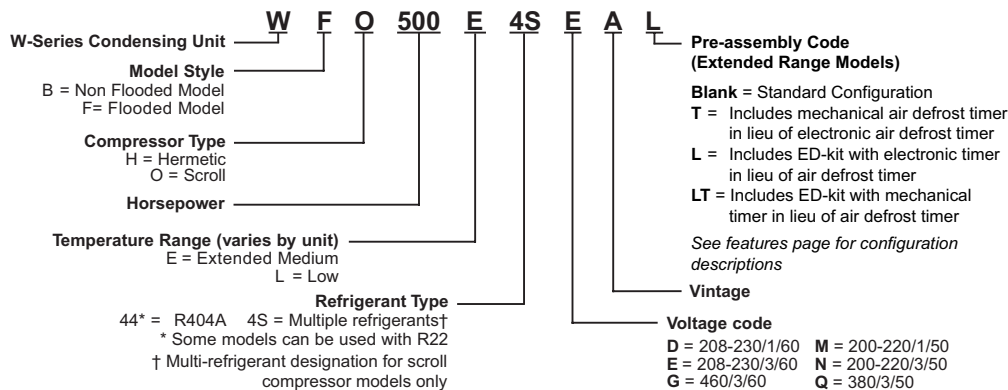 W F O 500 E 4S E A L
W-Series Condensing Unit
Model Style
B = Non Flooded Model
F= Flooded Model
Compressor Type
H = Hermetic
O = Scroll
Horsepower
Temperature Range (varies by unit)
E = Extended Medium
L = Low
Refrigerant Type
44* = R404A 4S = Multiple refrigerants†
* Some models can be used with R22
† Multi-refrigerant designation for scroll
compressor models only
Pre-assembly Code
(Extended Range Models)
Blank = Standard Configuration
T = Includes mechanical air defrost timer
in lieu of electronic air defrost timer
L = Includes ED-kit with electronic timer
in lieu of air defrost timer
LT = Includes ED-kit with mechanical
timer in lieu of air defrost timer
See features page for configuration
descriptions
Vintage
Voltage code
D = 208-230/1/60 M = 200-220/1/50
E = 208-230/3/60 N = 200-220/3/50
G = 460/3/60 Q = 380/3/50